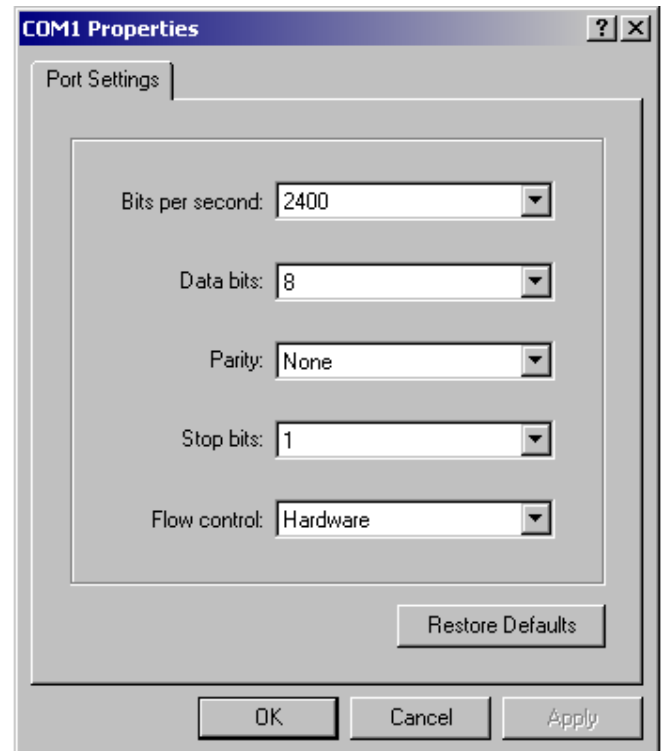 COM1 Properties
Port Settings
Bits per second: 2400
Data bits: 8
Parity: None
Stop bits: 1
Flow control: Hardware
Restore Defaults
OK Cancel Apply